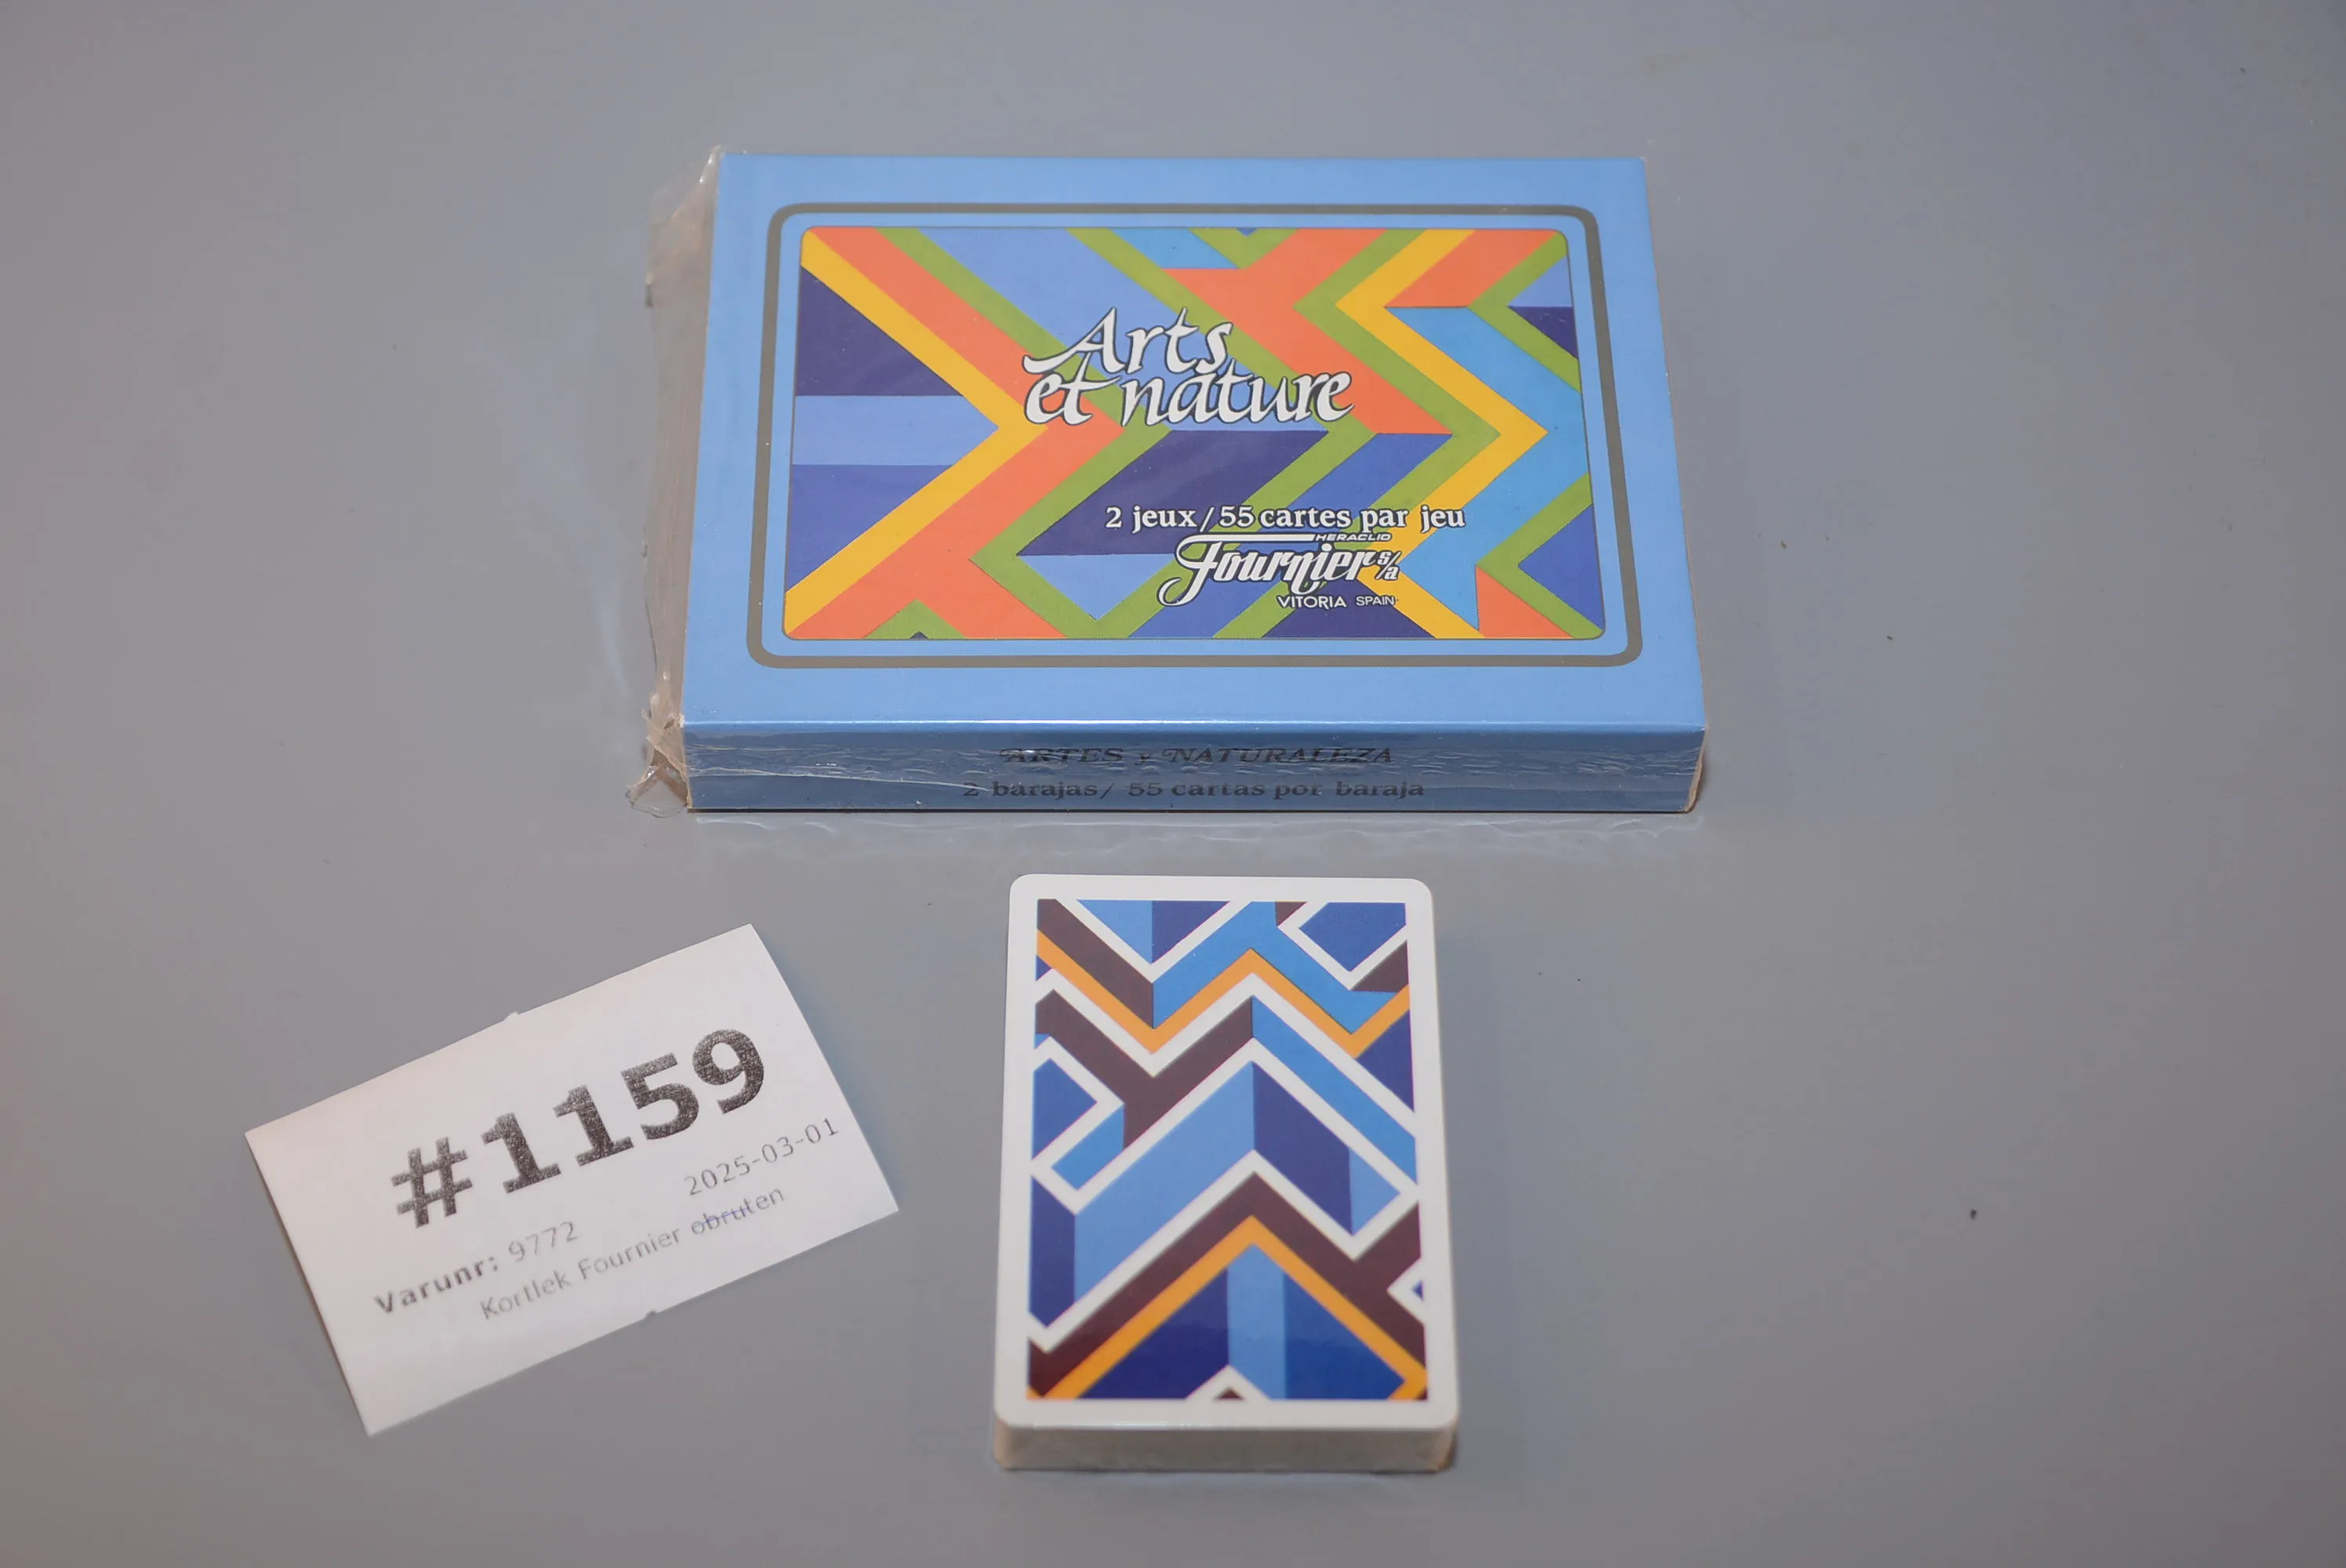 Arts
et nature
2 jeux/55 cartes par jeu
HERACLIO
Fournier s/a
VITORIA SPAIN
ARTES y NATURALEZA
2 barajas/ 55 cartas por baraja
#1159
2025-03-01
Varunr: 9772
Kortlek Fournier obruten